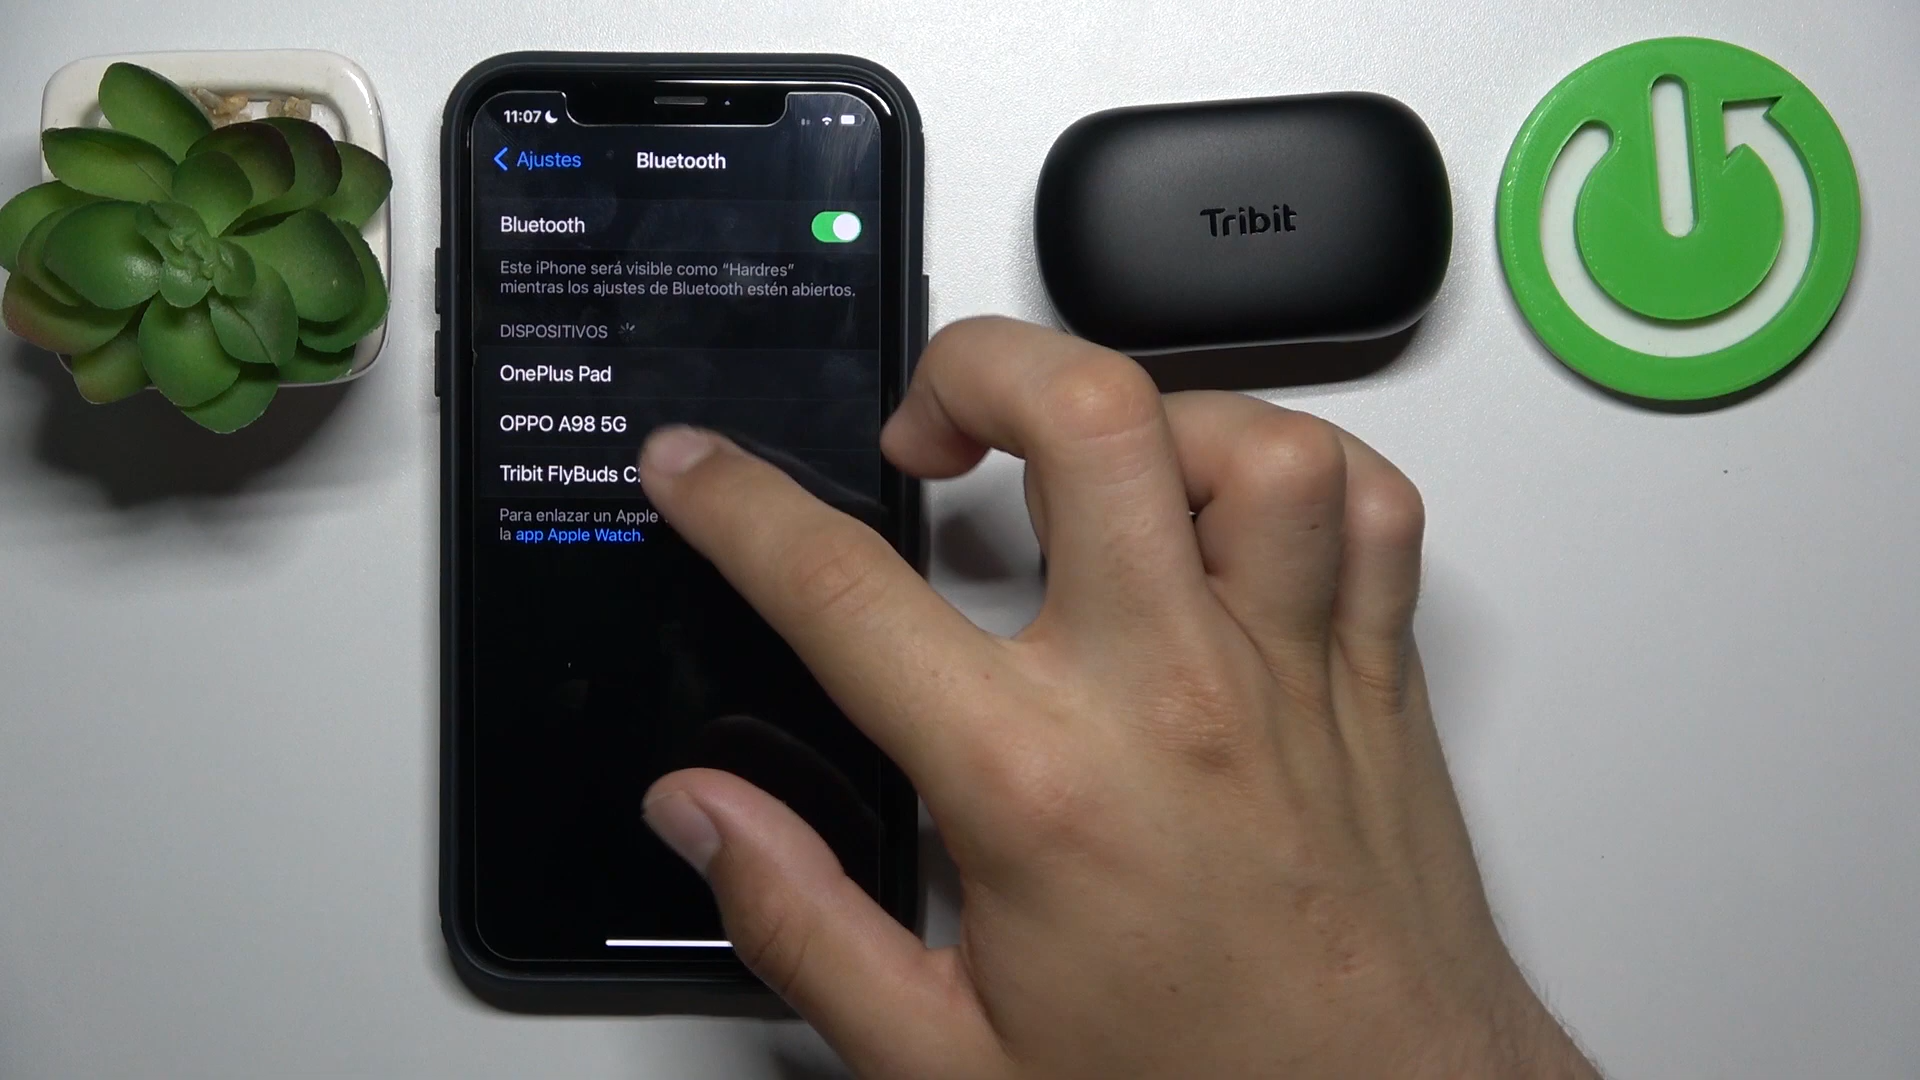 11:07
Ajustes
Bluetooth
Bluetooth
Este iPhone será visible como “Hardres”
mientras los ajustes de Bluetooth estén abiertos.
DISPOSITIVOS
OnePlus Pad
OPPO A98 5G
Tribit FlyBuds
Para enlazar un Apple
la app Apple Watch.
Tribit